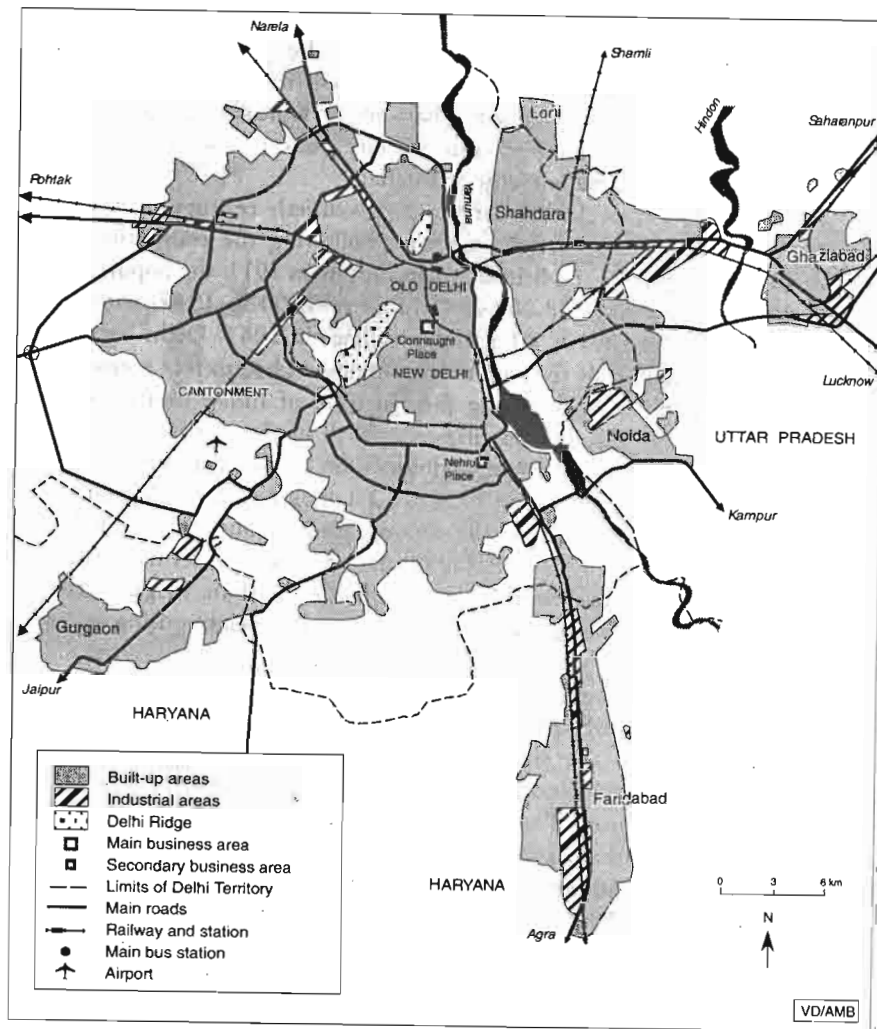 Narela
Shamli
Loni
Hindon
Saharanpur
Rohtak
Yamuna
Shahdara
Ghaziabad
OLD DELHI
Connaught
Place
NEW DELHI
Lucknow
CANTONMENT
Noida
UTTAR PRADESH
Nehru
Place
Kampur
Gurgaon
Jaipur
HARYANA
Faridabad
HARYANA
Agra
Built-up areas
Industrial areas
Delhi Ridge
Main business area
Secondary business area
Limits of Delhi Territory
Main roads
Railway and station
Main bus station
Airport
0 3 6 km
N
VD/AMB